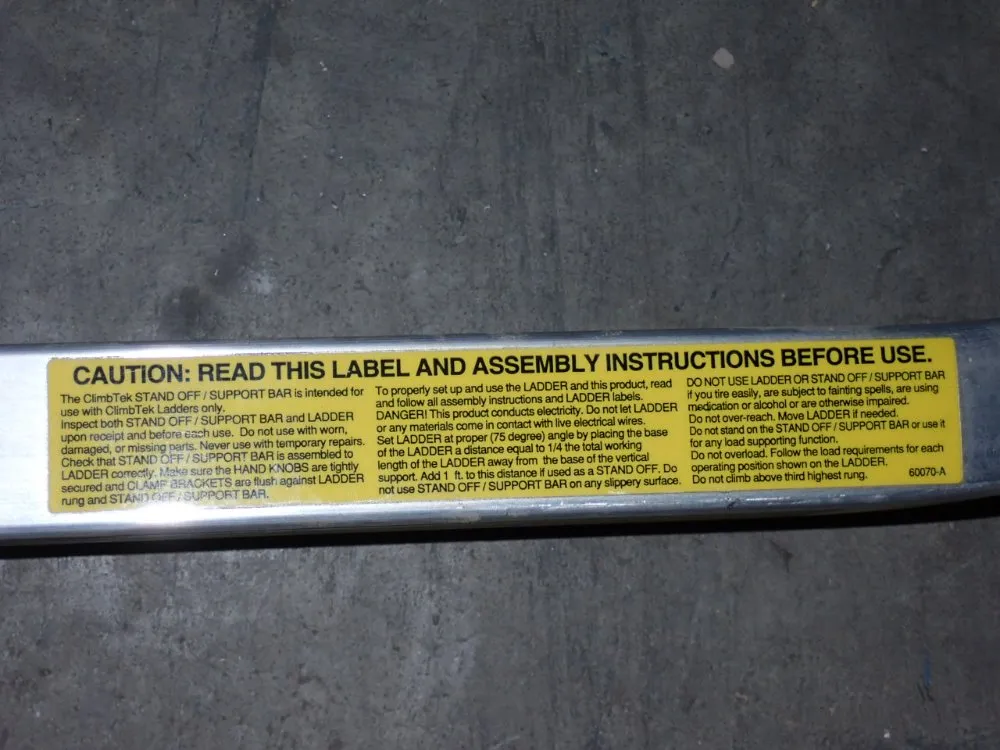 CAUTION: READ THIS LABEL AND ASSEMBLY INSTRUCTIONS BEFORE USE.
The ClimbTek STAND OFF / SUPPORT BAR is intended for
use with ClimbTek Ladders only.
Inspect both STAND OFF / SUPPORT BAR and LADDER
upon receipt and before each use. Do not use with worn,
damaged, or missing parts. Never use with temporary repairs.
Check that STAND OFF / SUPPORT BAR is assembled to
LADDER correctly. Make sure the HAND KNOBS are tightly
secured and CLAMP BRACKETS are flush against LADDER
rung and STAND OFF / SUPPORT BAR.
To properly set up and use the LADDER and this product, read
and follow all assembly instructions and LADDER labels.
DANGER! This product conducts electricity. Do not let LADDER
or any materials come in contact with live electrical wires.
Set LADDER at proper (75 degree) angle by placing the base
of the LADDER a distance equal to 1/4 the total working
length of the LADDER away from the base of the vertical
support. Add 1 ft. to this distance if used as a STAND OFF. Do
not use STAND OFF / SUPPORT BAR on any slippery surface.
DO NOT USE LADDER OR STAND OFF / SUPPORT BAR
if you tire easily, are subject to fainting spells, are using
medication or alcohol or are otherwise impaired.
Do not over-reach. Move LADDER if needed.
Do not stand on the STAND OFF / SUPPORT BAR or use it
for any load supporting function.
Do not overload. Follow the load requirements for each
operating position shown on the LADDER.
Do not climb above third highest rung.
60070-A